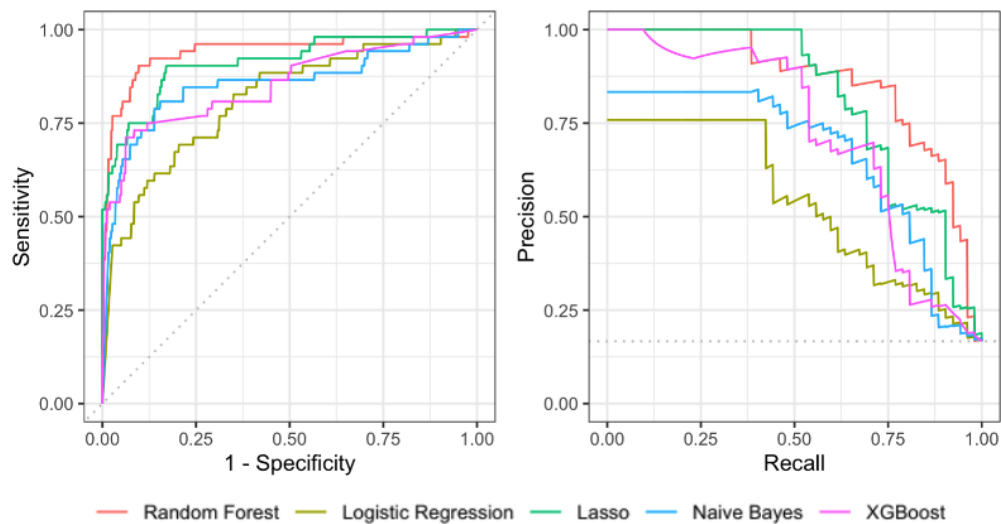 1.00
0.75
0.50
0.25
0.00
Sensitivity
0.00 0.25 0.50 0.75 1.00
1 - Specificity
1.00
0.75
0.50
0.25
0.00
Precision
0.00 0.25 0.50 0.75 1.00
Recall
Random Forest Logistic Regression Lasso Naive Bayes XGBoost